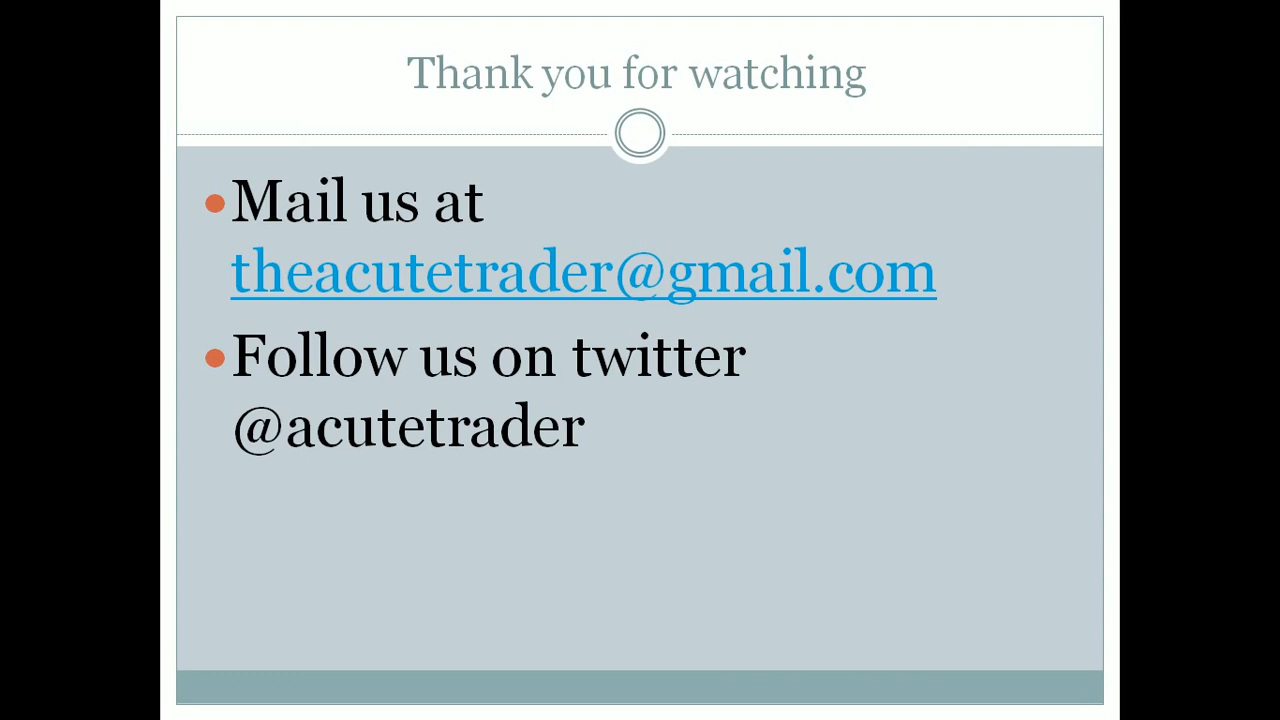 Thank you for watching
Mail us at
theacutetrader@gmail.com
Follow us on twitter
@acutetrader